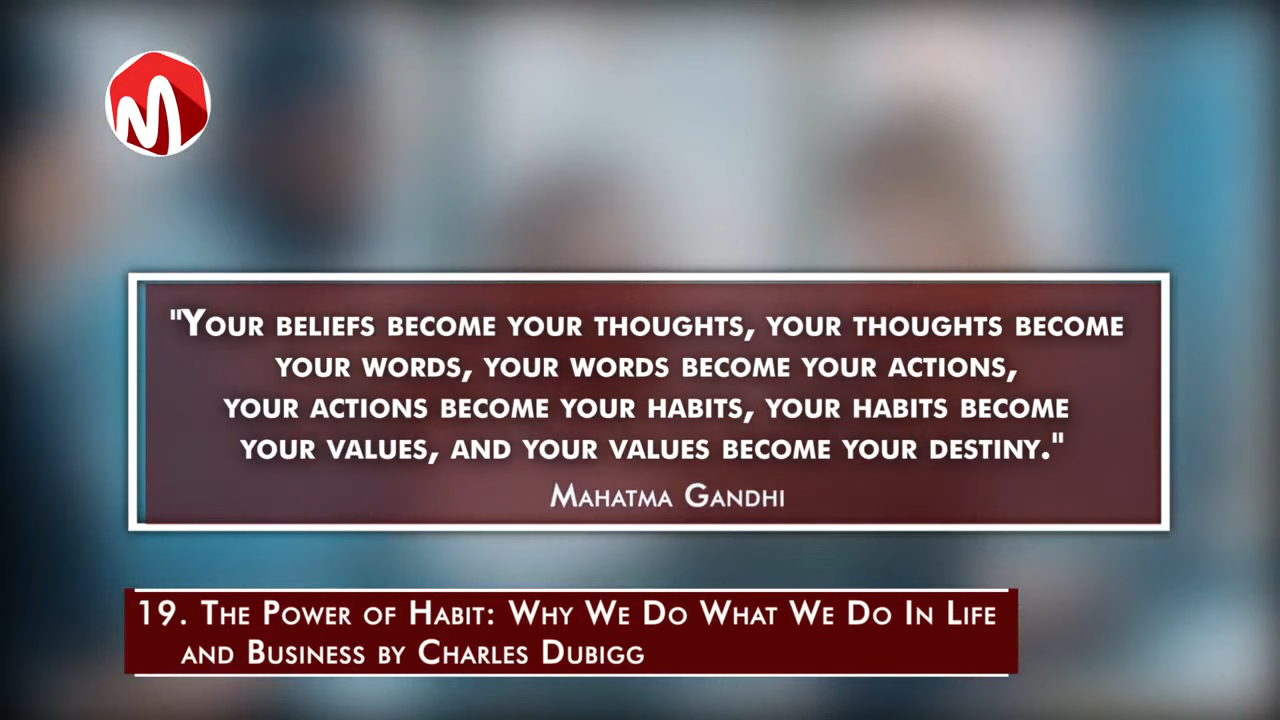 "Your beliefs become your thoughts, your thoughts become
your words, your words become your actions,
your actions become your habits, your habits become
your values, and your values become your destiny."
Mahatma Gandhi
19. The Power of Habit: Why We Do What We Do In Life
and Business by Charles Dubigg